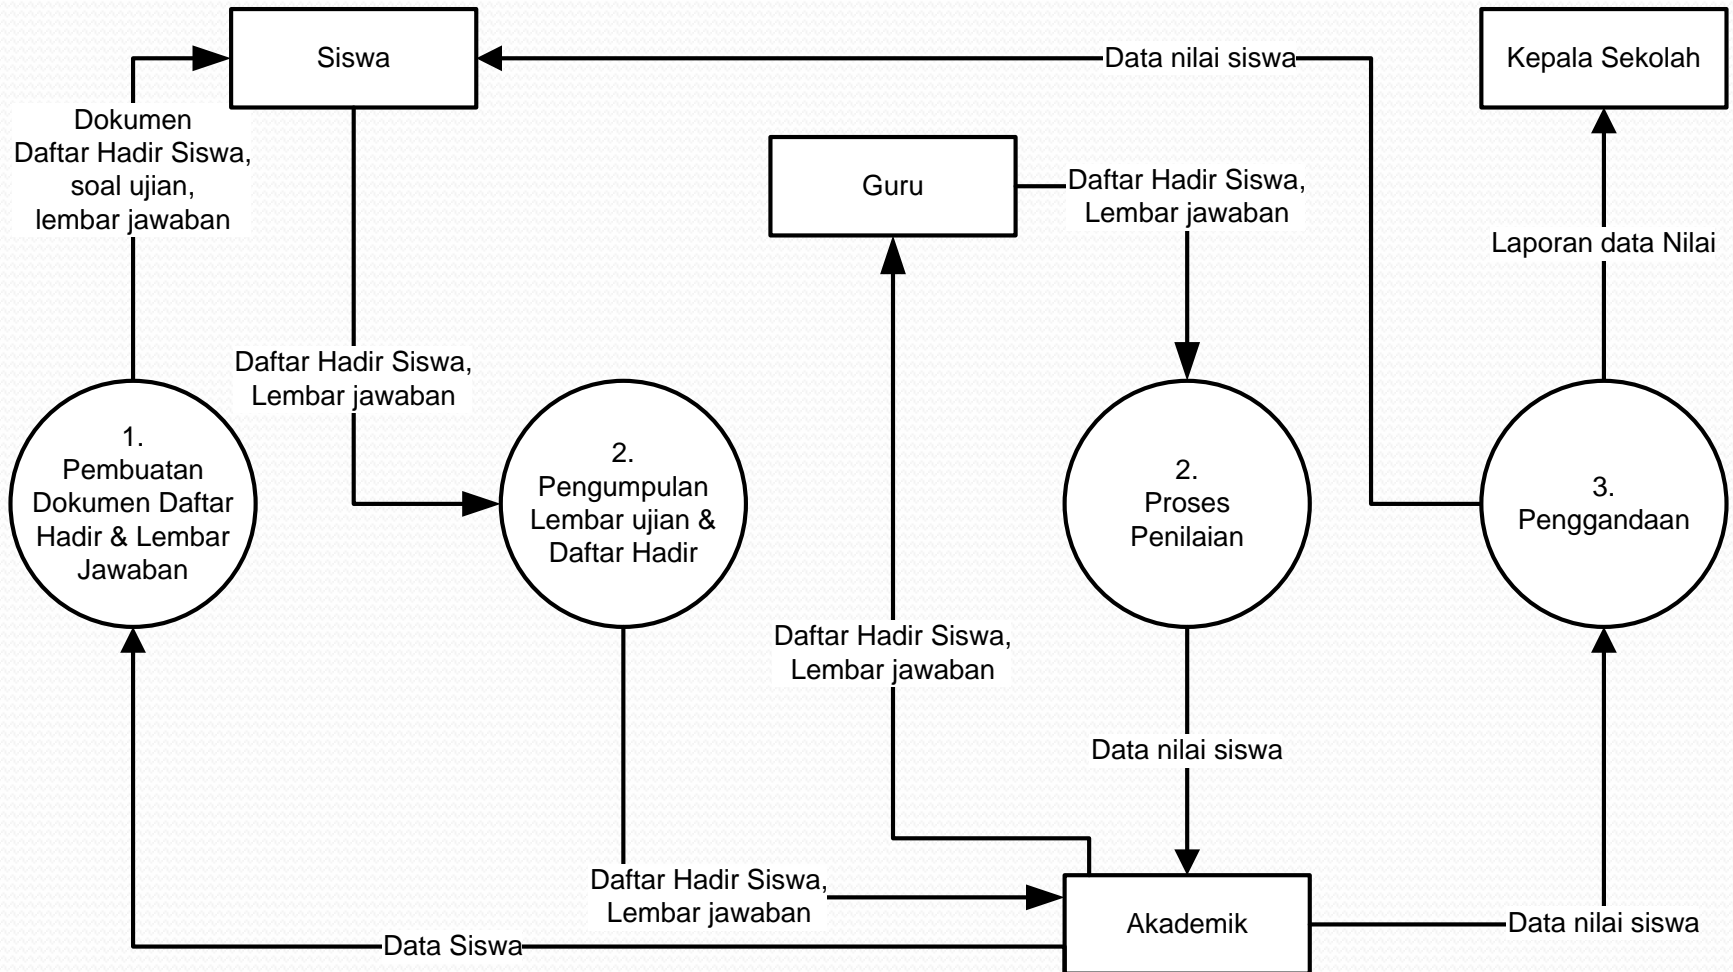 Siswa
Data nilai siswa
Kepala Sekolah
Dokumen
Daftar Hadir Siswa,
soal ujian,
lembar jawaban
Guru
Daftar Hadir Siswa,
Lembar jawaban
Laporan data Nilai
Daftar Hadir Siswa,
Lembar jawaban
1.
Pembuatan
Dokumen Daftar
Hadir & Lembar
Jawaban
2.
Pengumpulan
Lembar ujian &
Daftar Hadir
2.
Proses
Penilaian
3.
Penggandaan
Daftar Hadir Siswa,
Lembar jawaban
Data nilai siswa
Daftar Hadir Siswa,
Lembar jawaban
Akademik
Data nilai siswa
Data Siswa